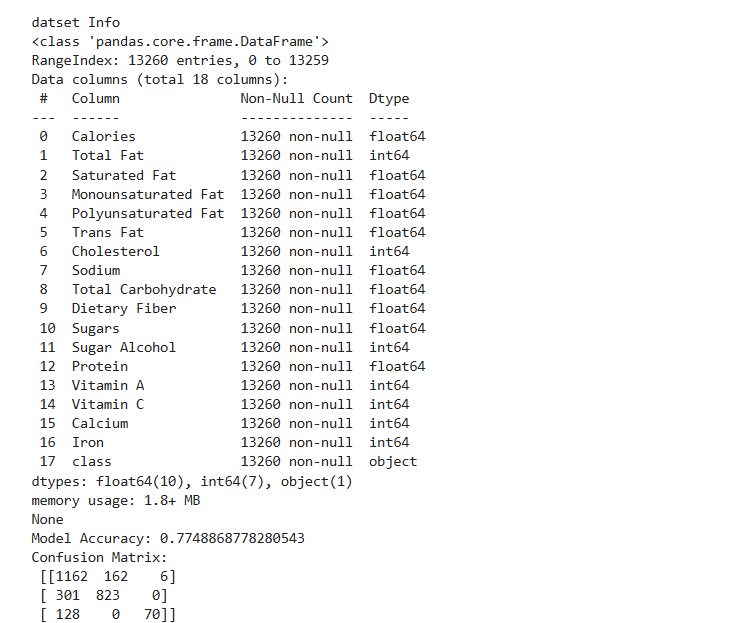 datset Info
<class 'pandas.core.frame.DataFrame'>
RangeIndex: 13260 entries, 0 to 13259
Data columns (total 18 columns):
 #   Column               Non-Null Count  Dtype
---  ------               --------------  -----
 0   Calories             13260 non-null  float64
 1   Total Fat            13260 non-null  int64
 2   Saturated Fat        13260 non-null  float64
 3   Monounsaturated Fat  13260 non-null  float64
 4   Polyunsaturated Fat  13260 non-null  float64
 5   Trans Fat            13260 non-null  float64
 6   Cholesterol          13260 non-null  int64
 7   Sodium               13260 non-null  float64
 8   Total Carbohydrate   13260 non-null  float64
 9   Dietary Fiber        13260 non-null  float64
 10  Sugars               13260 non-null  float64
 11  Sugar Alcohol        13260 non-null  int64
 12  Protein              13260 non-null  float64
 13  Vitamin A            13260 non-null  int64
 14  Vitamin C            13260 non-null  int64
 15  Calcium              13260 non-null  int64
 16  Iron                 13260 non-null  int64
 17  class                13260 non-null  object
dtypes: float64(10), int64(7), object(1)
memory usage: 1.8+ MB
None
Model Accuracy: 0.7748868778280543
Confusion Matrix:
 [[1162  162    6]
 [ 301  823    0]
 [ 128    0   70]]